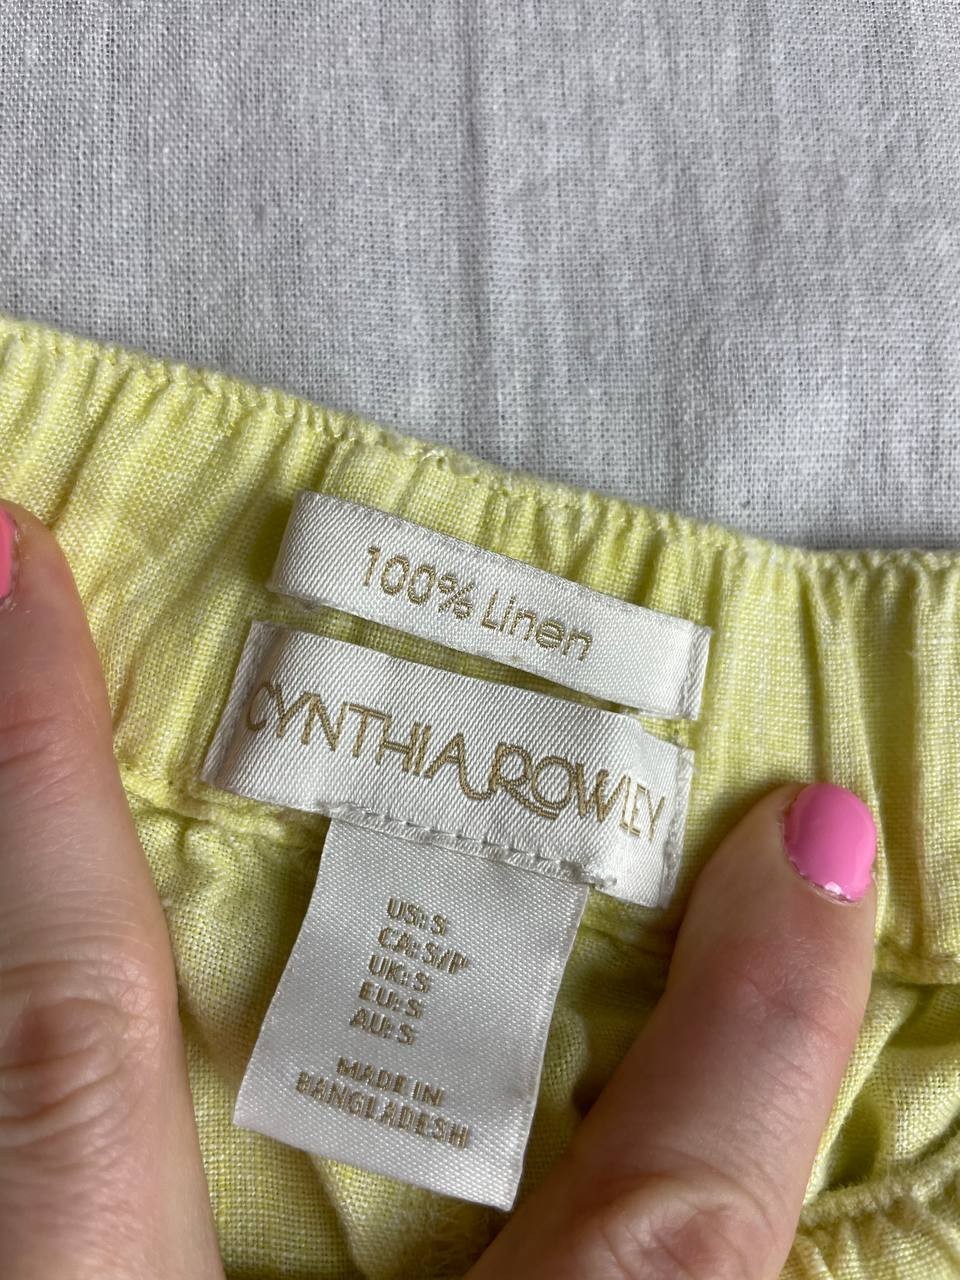 100% Linen
CYNTHIA ROWLEY
US: S
CA: S/P
UK: S
EU: S
AU: S
MADE IN
BANGLADESH